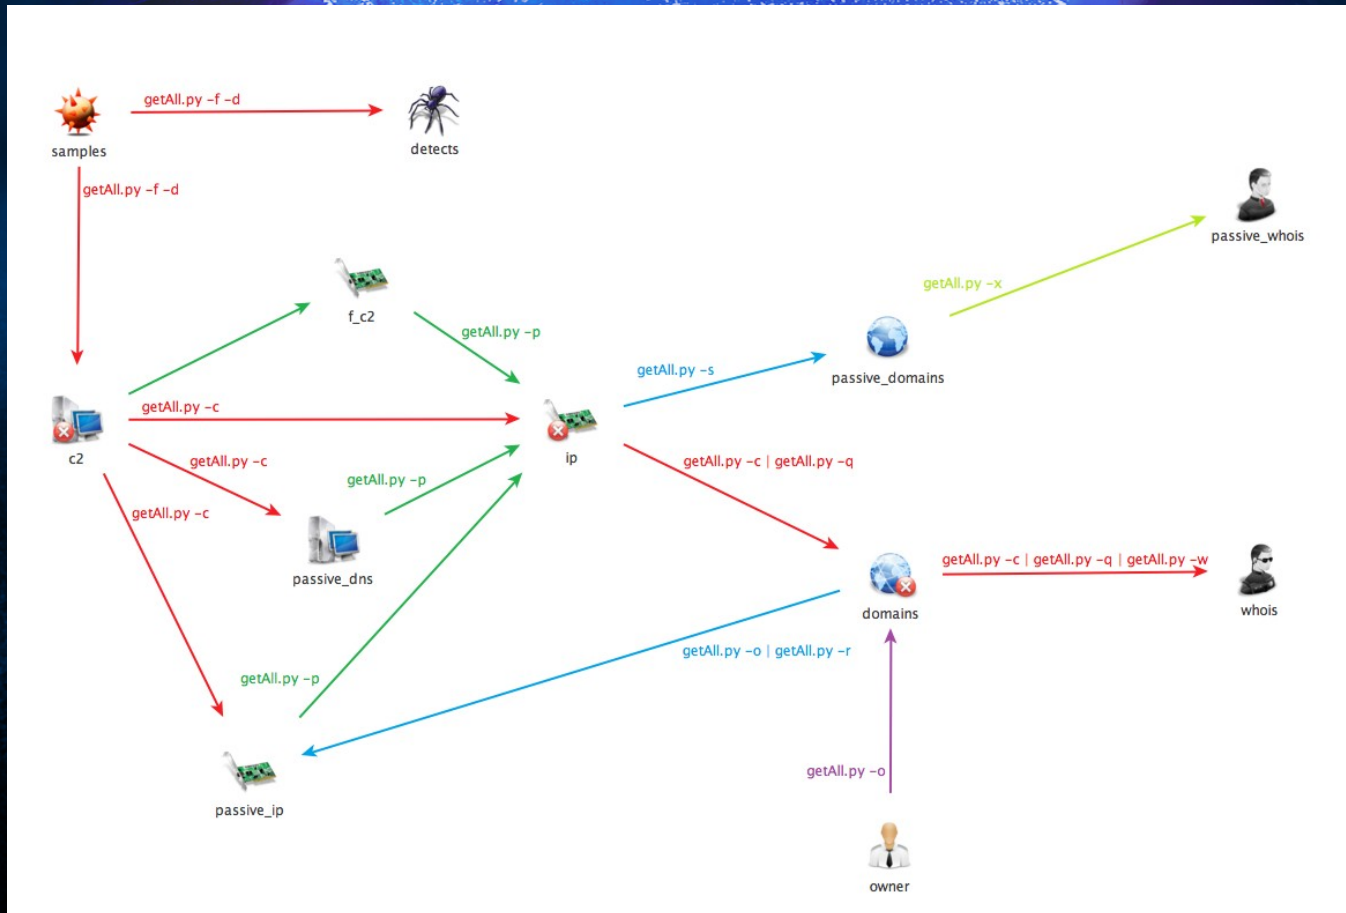 getAll.py -f -d
samples
detects
getAll.py -f -d
passive_whois
getAll.py -x
f_c2
getAll.py -p
getAll.py -s
passive_domains
getAll.py -c
c2
ip
getAll.py -c
getAll.py -c | getAll.py -q
getAll.py -p
getAll.py -c
getAll.py -c | getAll.py -q | getAll.py -w
passive_dns
domains
whois
getAll.py -o | getAll.py -r
getAll.py -p
getAll.py -o
passive_ip
owner